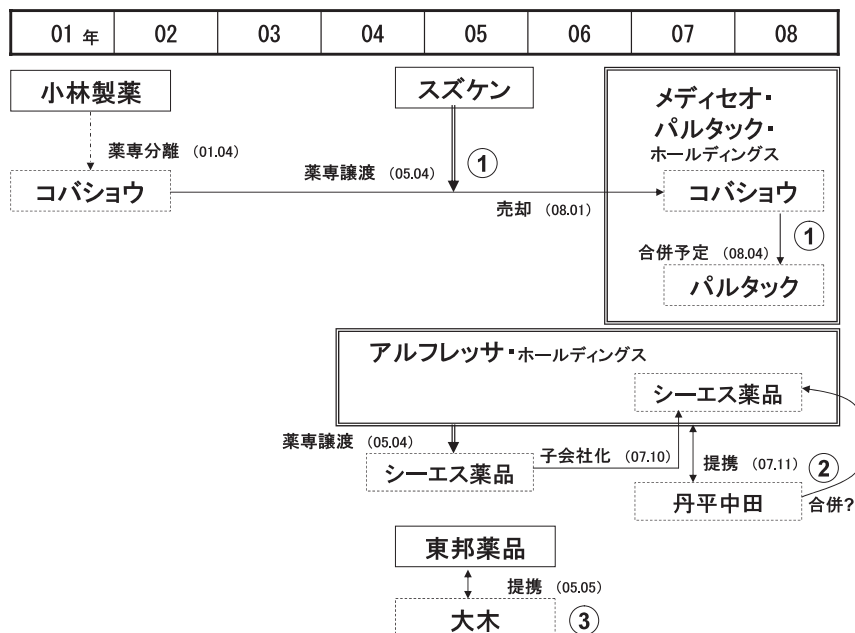 01 年 02 03 04 05 06 07 08
小林製薬
スズケン
メディセオ・
パルタック・
ホールディングス
薬専分離 (01.04)
薬専譲渡 (05.04)
①
コバショウ
売却 (08.01)
コバショウ
①
合併予定 (08.04)
パルタック
アルフレッサ・ホールディングス
シーエス薬品
薬専譲渡 (05.04)
シーエス薬品
子会社化 (07.10)
提携 (07.11)
②
丹平中田
合併?
東邦薬品
提携 (05.05)
大木
③